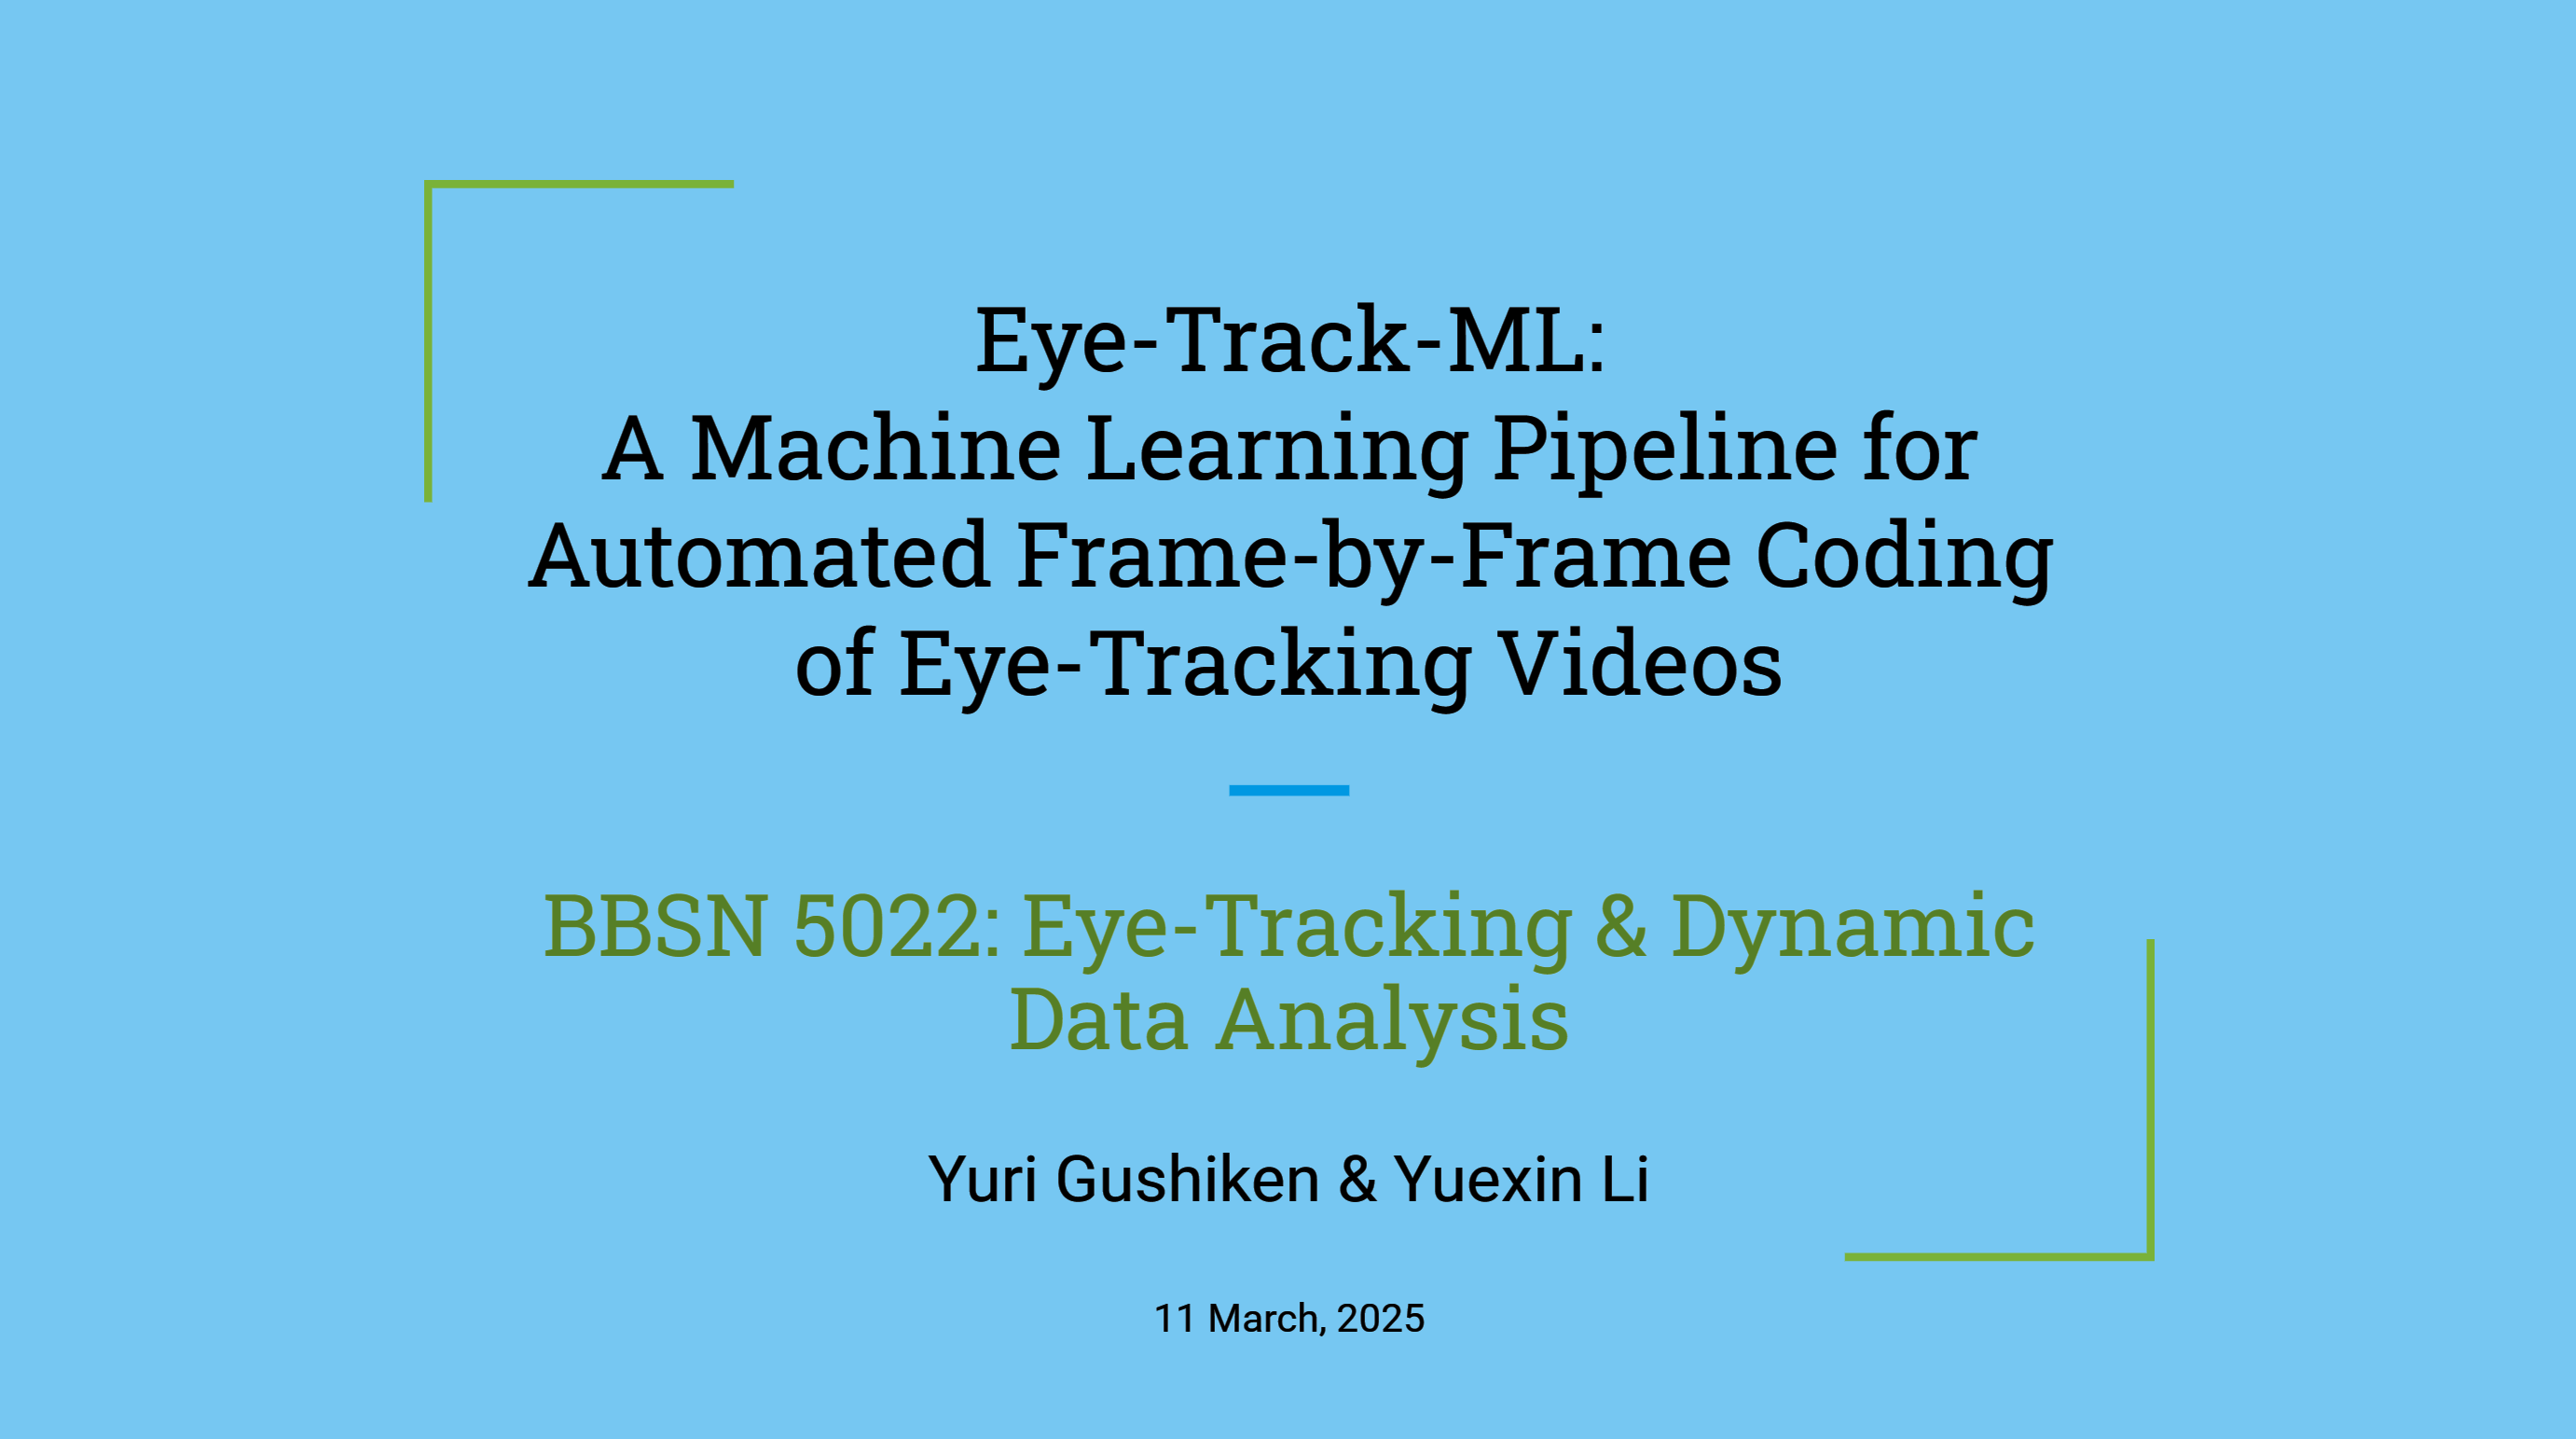 Eye-Track-ML:
A Machine Learning Pipeline for
Automated Frame-by-Frame Coding
of Eye-Tracking Videos
BBSN 5022: Eye-Tracking & Dynamic
Data Analysis
Yuri Gushiken & Yuexin Li
11 March, 2025